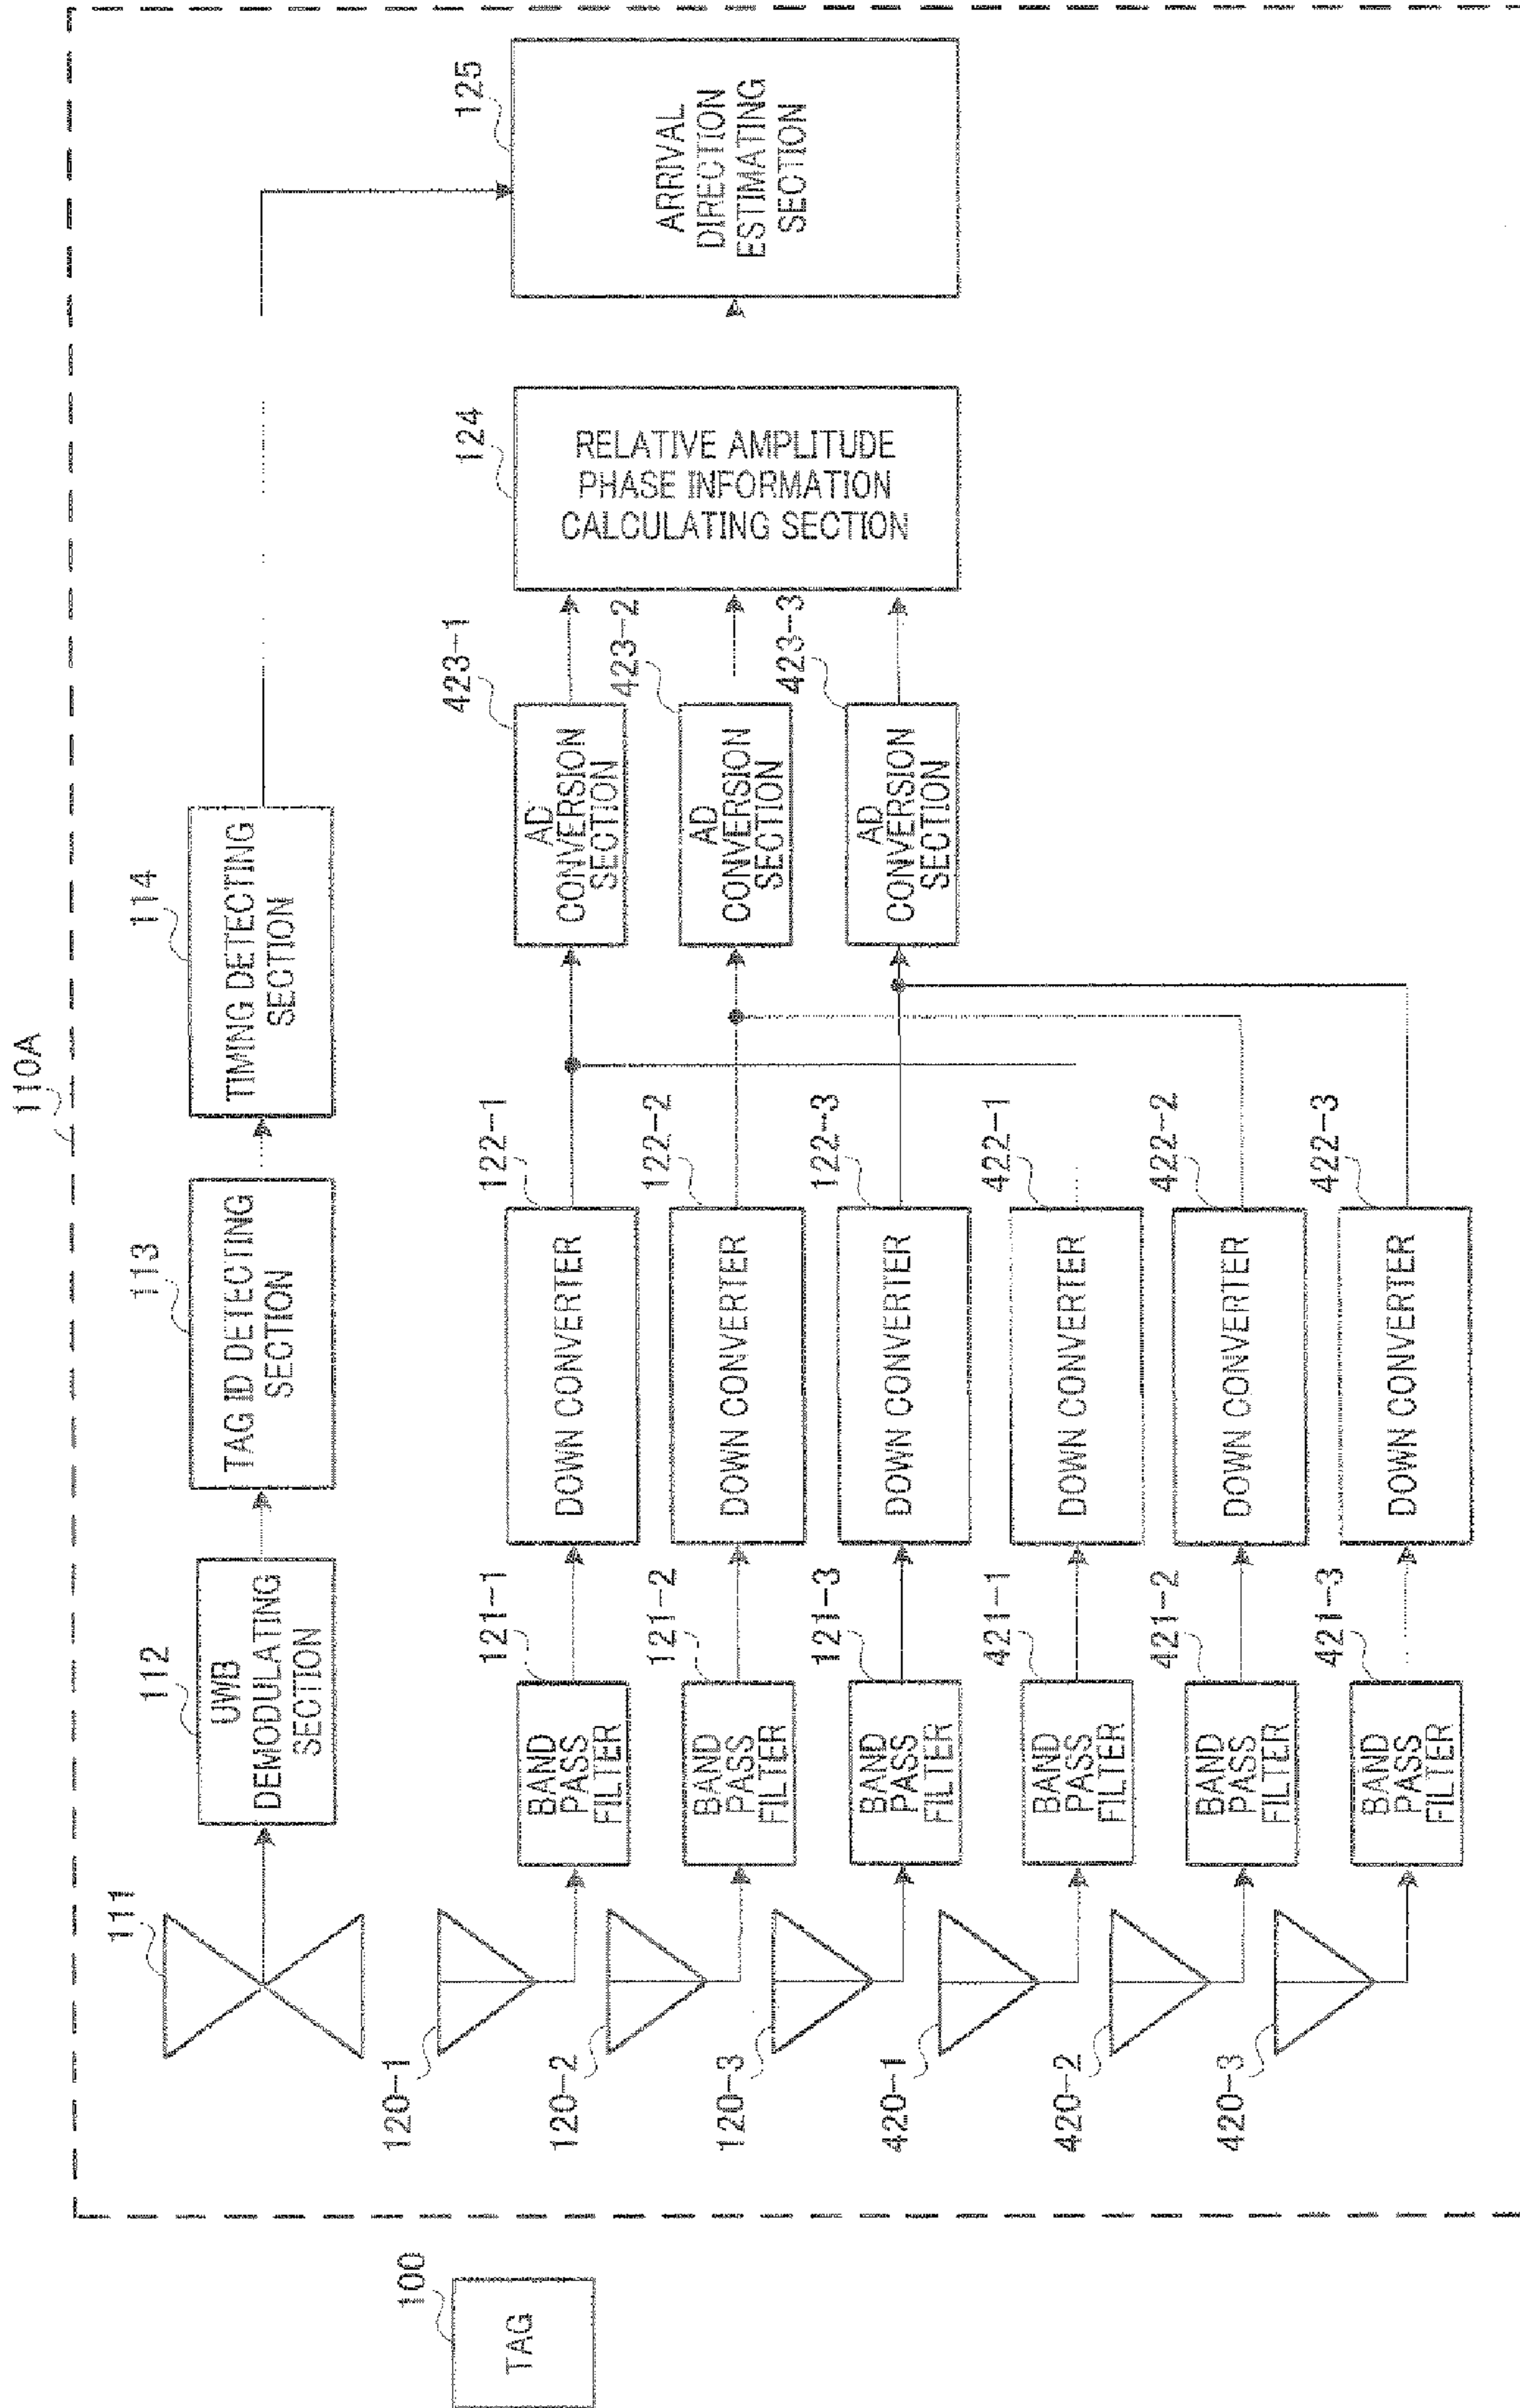 110A
100
TAG
111
112
UWB
DEMODULATING
SECTION
113
TAG ID DETECTING
SECTION
114
TIMING DETECTING
SECTION
120-1
121-1
BAND
PASS
FILTER
122-1
DOWN CONVERTER
423-1
AD
CONVERSION
SECTION
124
RELATIVE AMPLITUDE
PHASE INFORMATION
CALCULATING SECTION
125
ARRIVAL
DIRECTION
ESTIMATING
SECTION
120-2
121-2
BAND
PASS
FILTER
122-2
DOWN CONVERTER
423-2
AD
CONVERSION
SECTION
120-3
121-3
BAND
PASS
FILTER
122-3
DOWN CONVERTER
423-3
AD
CONVERSION
SECTION
420-1
421-1
BAND
PASS
FILTER
422-1
DOWN CONVERTER
420-2
421-2
BAND
PASS
FILTER
422-2
DOWN CONVERTER
420-3
421-3
BAND
PASS
FILTER
422-3
DOWN CONVERTER